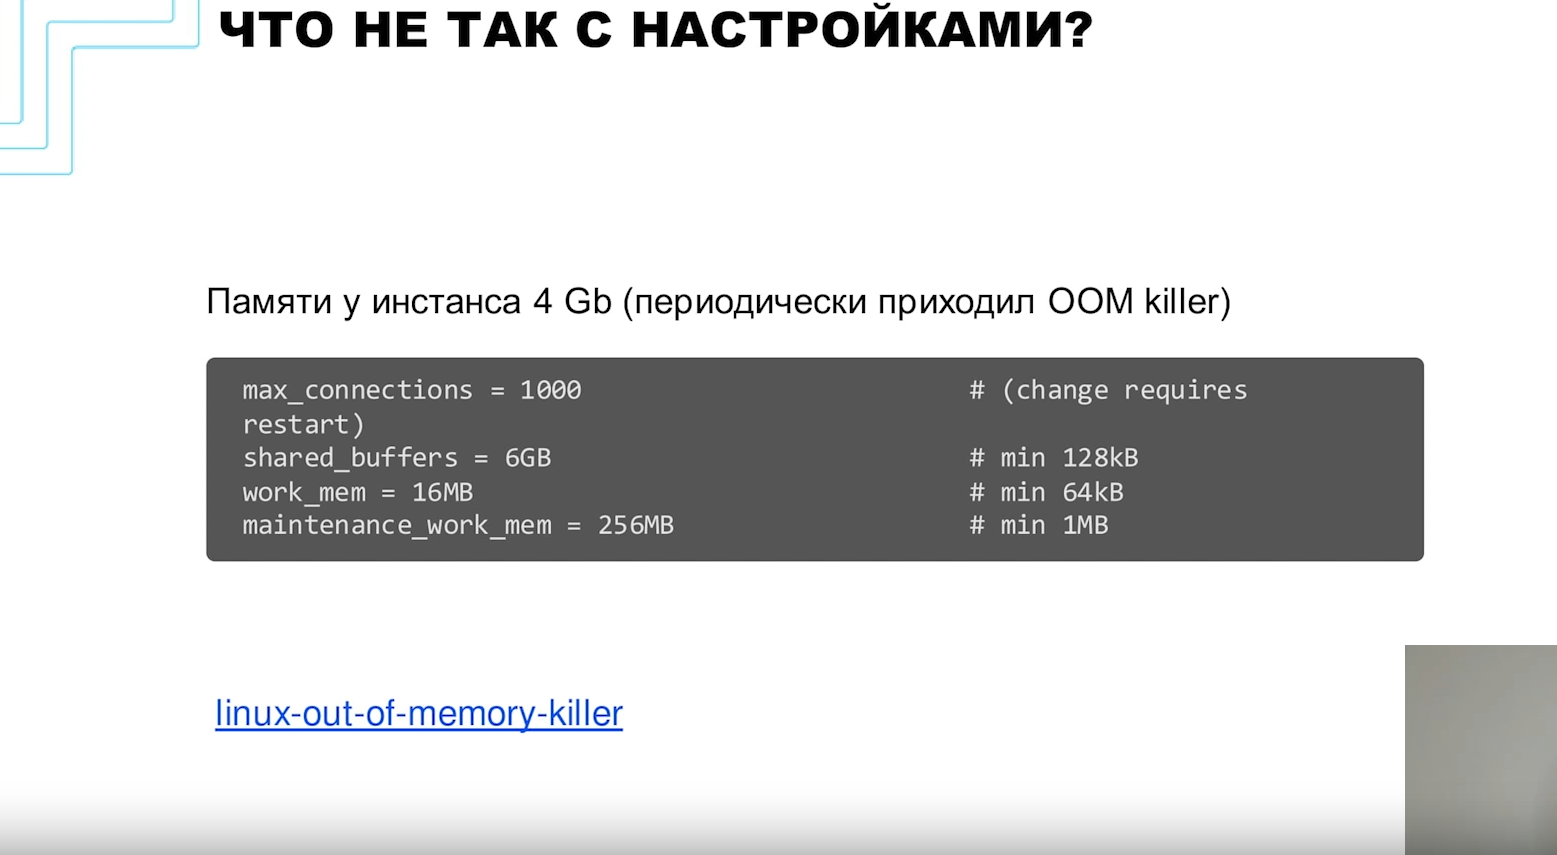 ЧТО НЕ ТАК С НАСТРОЙКАМИ?
Памяти у инстанса 4 Gb (периодически приходил OOM killer)
max_connections = 1000 # (change requires
restart)
shared_buffers = 6GB # min 128kB
work_mem = 16MB # min 64kB
maintenance_work_mem = 256MB # min 1MB
linux-out-of-memory-killer